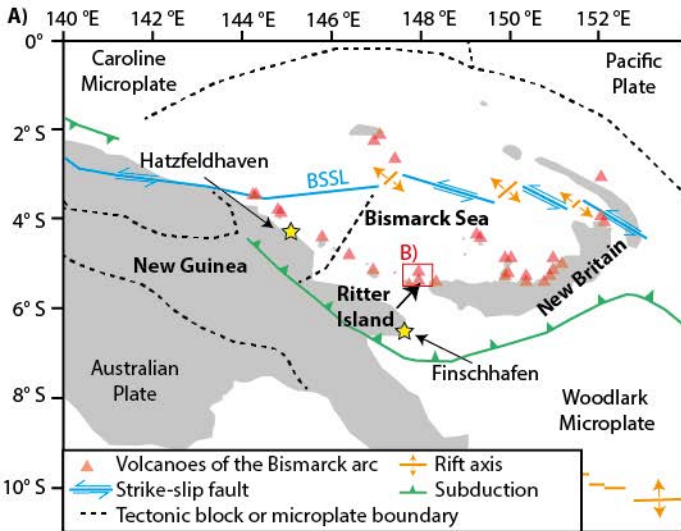 A)
140 °E
144 °E
146 °E
148 °E
150 °E
152 °E
0°
2° S
4° S
6° S
8° S
10° S
Caroline
Microplate
Pacific
Plate
Hatzfeldhaven
BSSL
Bismarck Sea
B)
New Guinea
Ritter
Island
New Britain
Finschhafen
Australian
Plate
Woodlark
Microplate
Volcanoes of the Bismarck arc
Rift axis
Strike-slip fault
Subduction
Tectonic block or microplate boundary